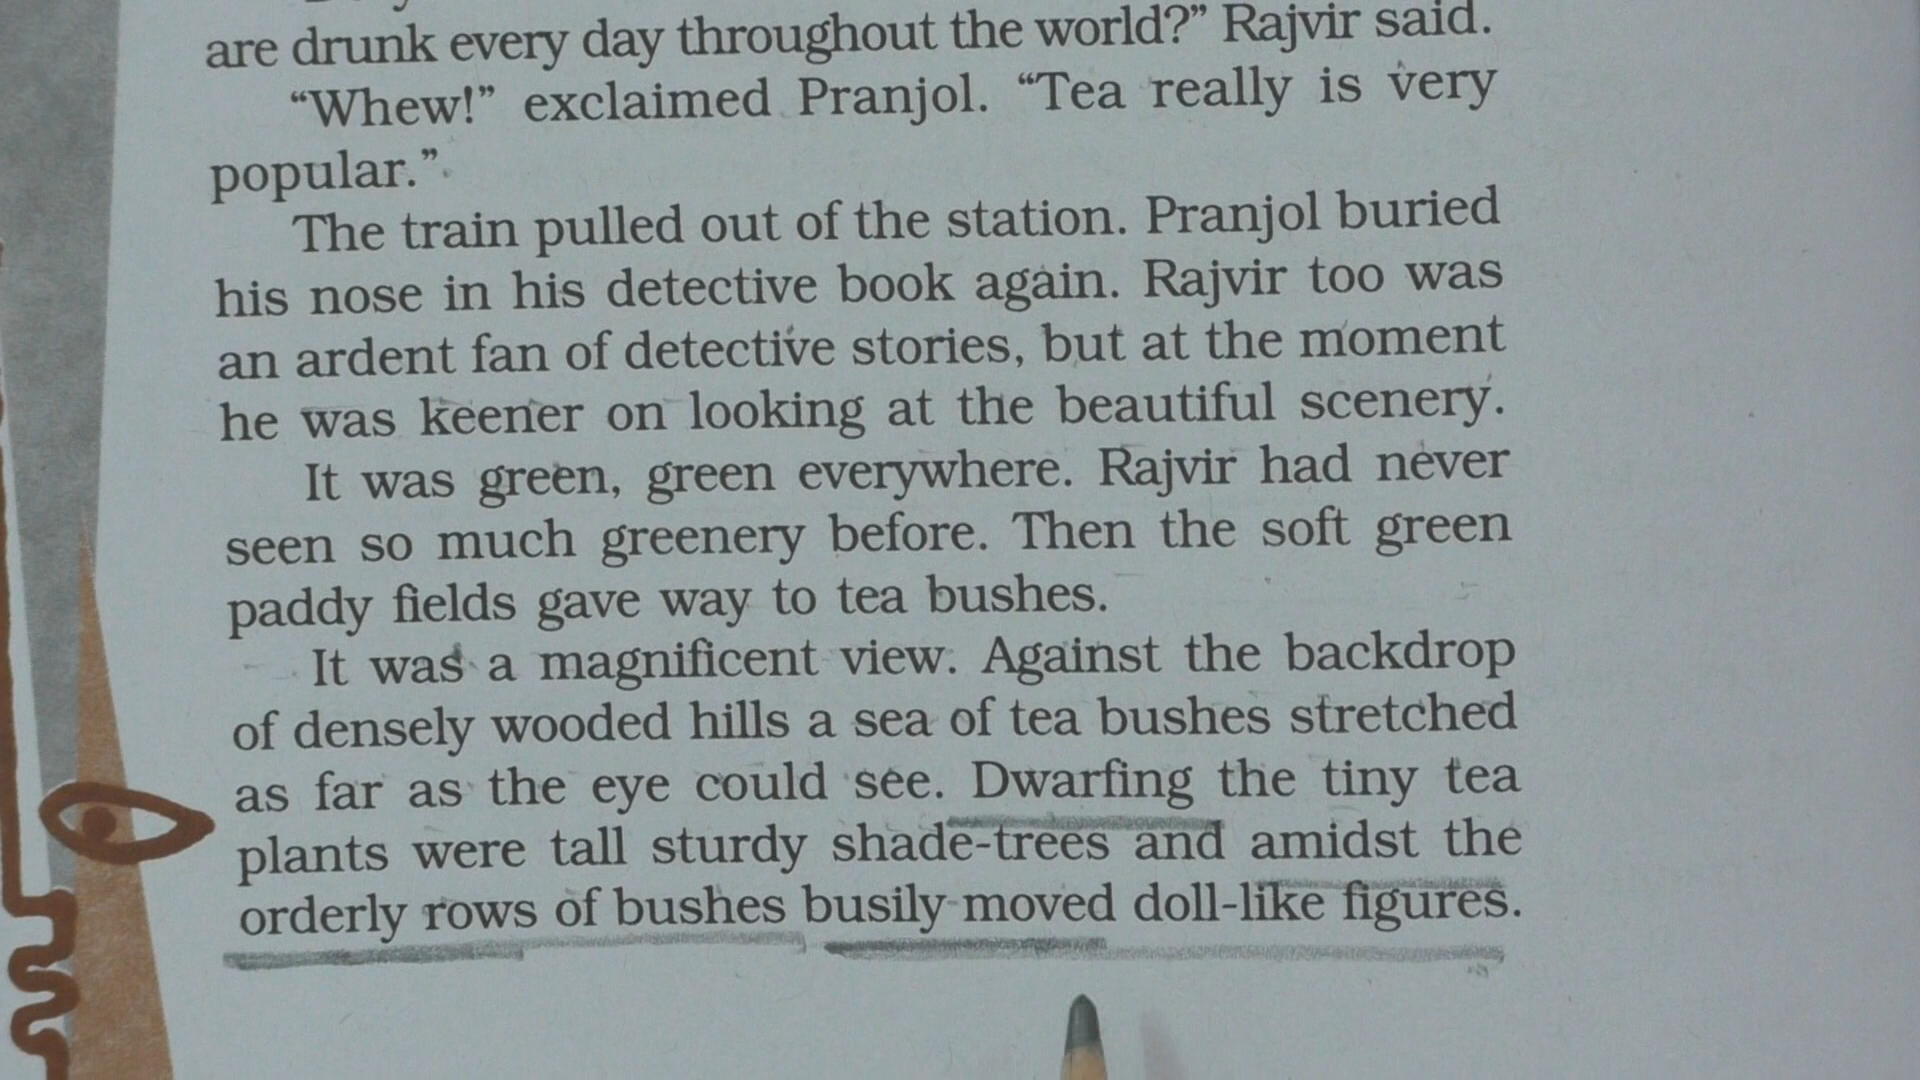 are drunk every day throughout the world?” Rajvir said.
“Whew!” exclaimed Pranjol. “Tea really is very
popular.”
The train pulled out of the station. Pranjol buried
his nose in his detective book again. Rajvir too was
an ardent fan of detective stories, but at the moment
he was keener on looking at the beautiful scenery.
It was green, green everywhere. Rajvir had never
seen so much greenery before. Then the soft green
paddy fields gave way to tea bushes.
It was a magnificent view. Against the backdrop
of densely wooded hills a sea of tea bushes stretched
as far as the eye could see. Dwarfing the tiny tea
plants were tall sturdy shade-trees and amidst the
orderly rows of bushes busily moved doll-like figures.